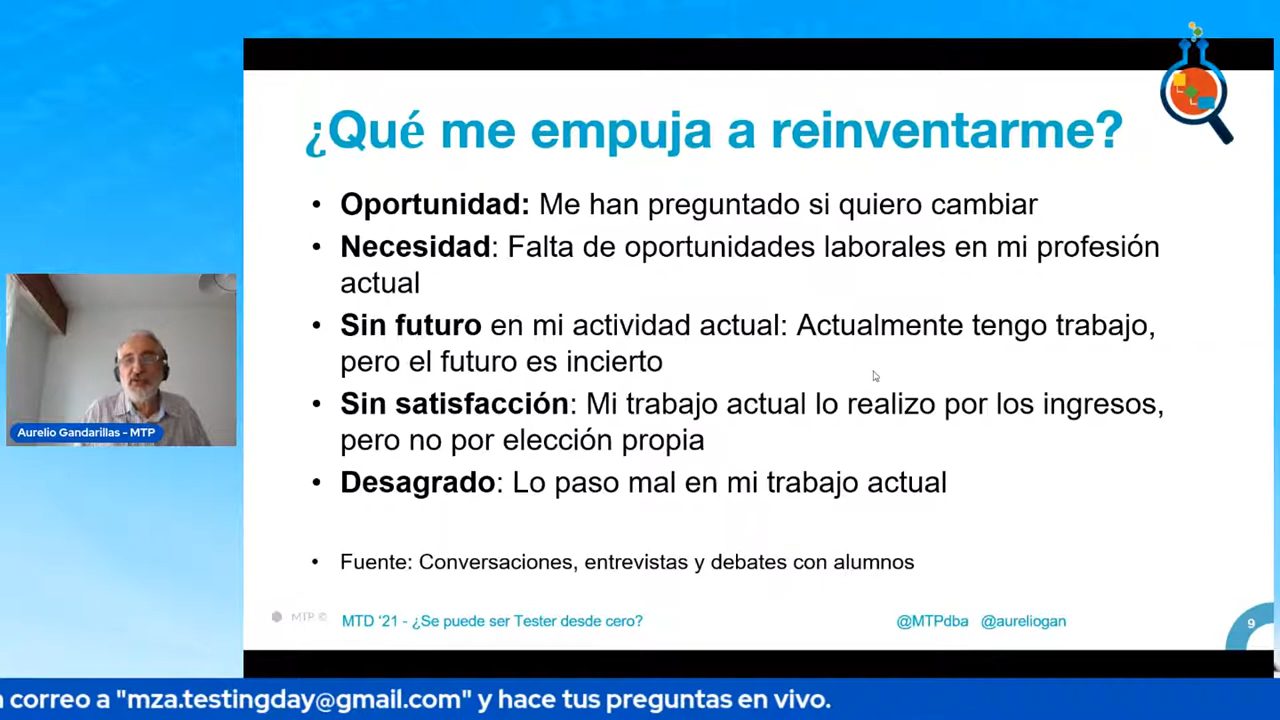 ¿Qué me empuja a reinventarme?
• Oportunidad: Me han preguntado si quiero cambiar
• Necesidad: Falta de oportunidades laborales en mi profesión
actual
• Sin futuro en mi actividad actual: Actualmente tengo trabajo,
pero el futuro es incierto
• Sin satisfacción: Mi trabajo actual lo realizo por los ingresos,
pero no por elección propia
• Desagrado: Lo paso mal en mi trabajo actual
• Fuente: Conversaciones, entrevistas y debates con alumnos
Aurelio Gandarillas - MTP
MTP © MTD ‘21 - ¿Se puede ser Tester desde cero? @MTPdba @aureliogan 9
correo a "mza.testingday@gmail.com" y hace tus preguntas en vivo.